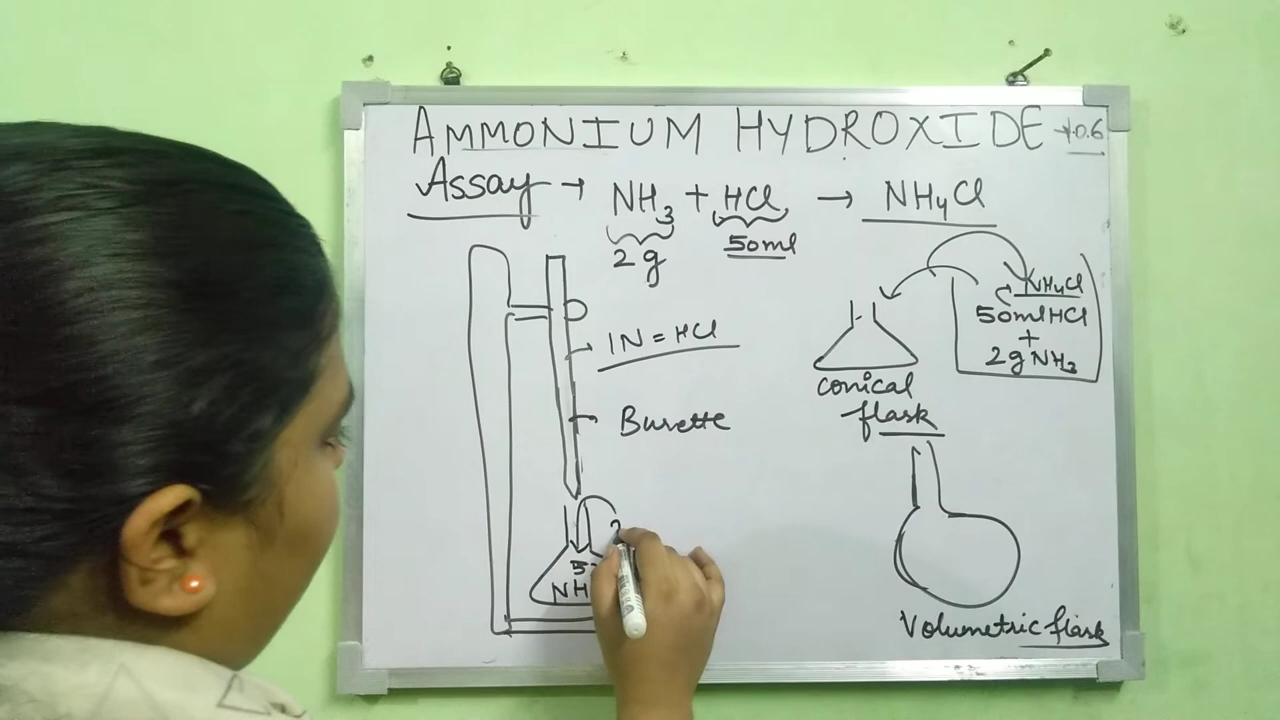 AMMONIUM HYDROXIDE
Assay → NH3 + HCl → NH4Cl
2g
50ml
1N = HCl
Burette
NH4Cl
50ml HCl
+
2g NH3
conical
flask
Volumetric flask
NH